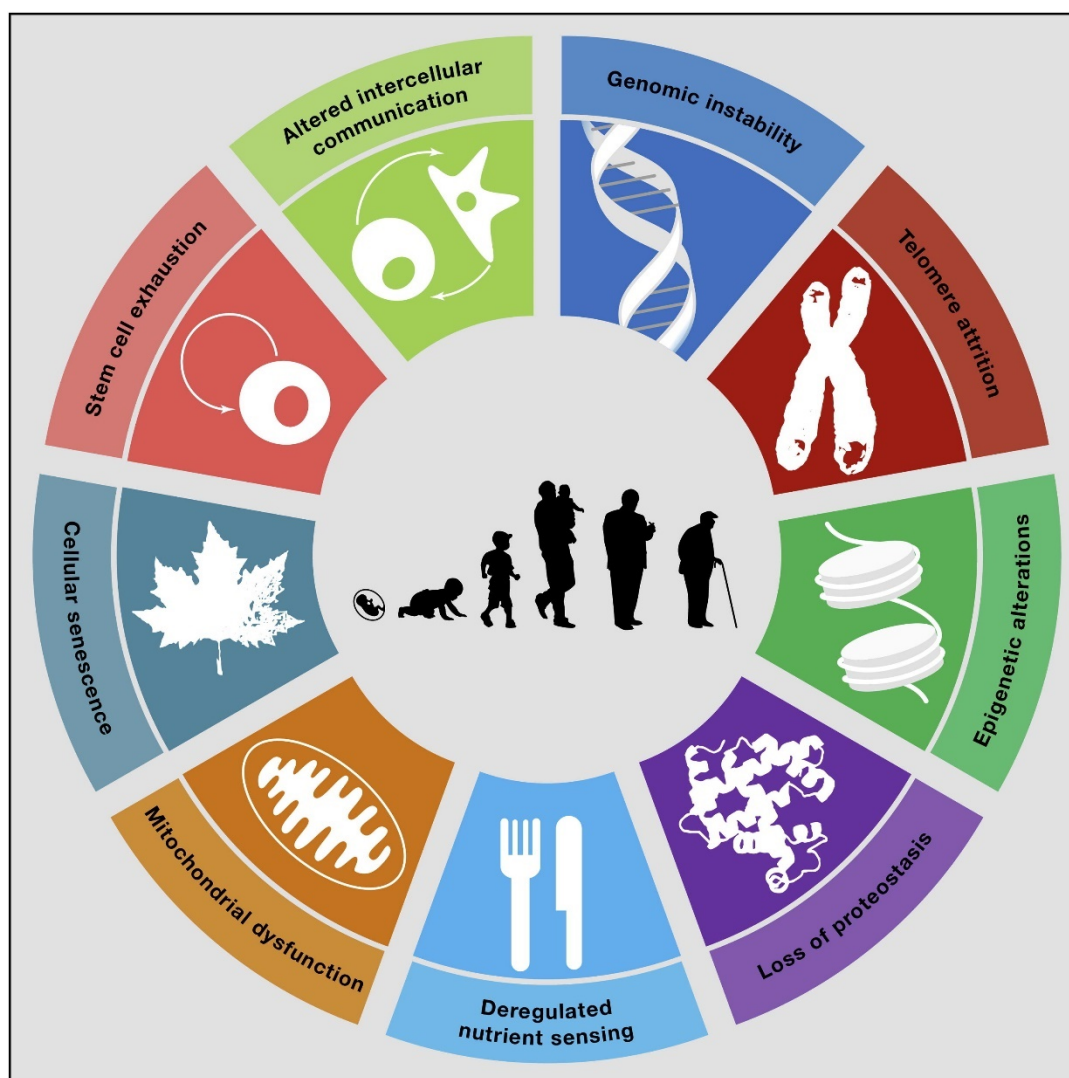 Genomic instability
Telomere attrition
Epigenetic alterations
Loss of proteostasis
Deregulated
nutrient sensing
Mitochondrial dysfunction
Cellular senescence
Stem cell exhaustion
Altered intercellular
communication